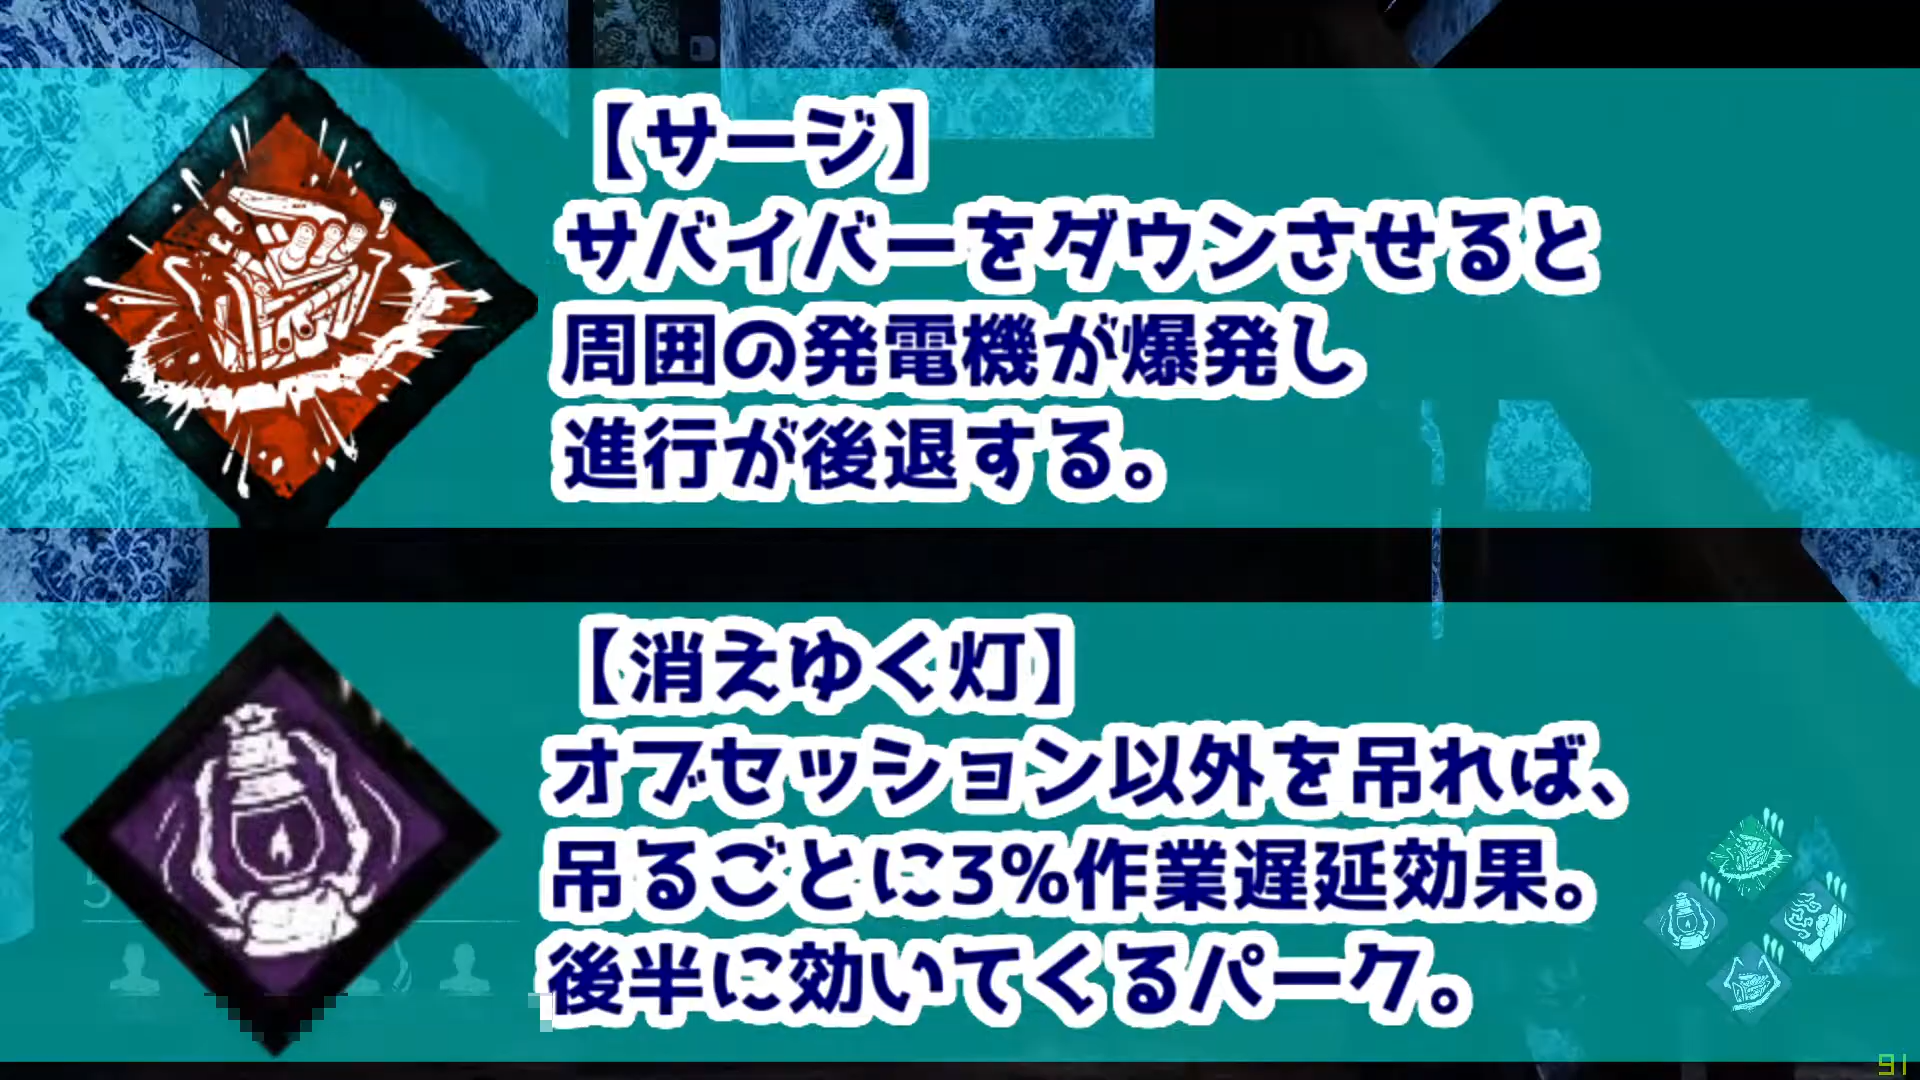 【サージ】
サバイバーをダウンさせると
周囲の発電機が爆発し
進行が後退する。
【消えゆく灯】
オブセッション以外を吊れば、
吊るごとに3%作業遅延効果。
後半に効いてくるパーク。
5
91